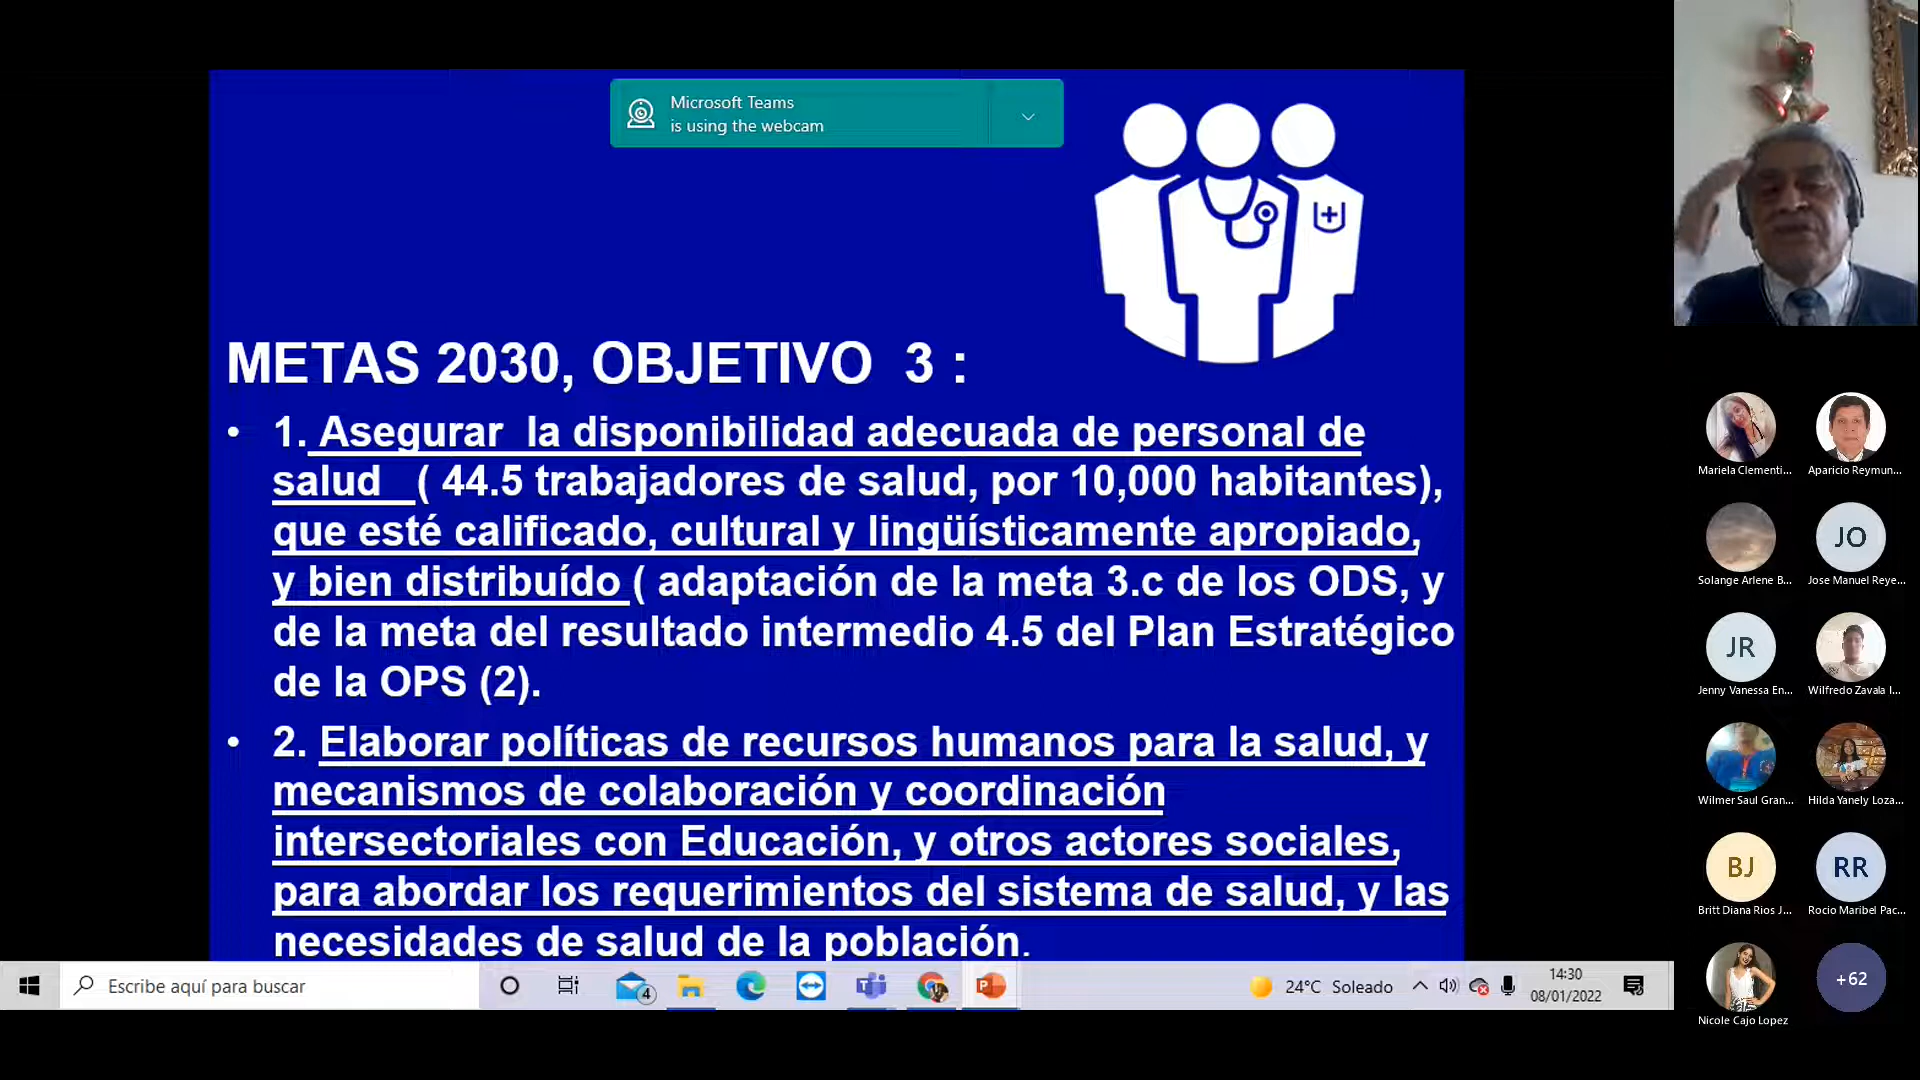 Microsoft Teams
is using the webcam
METAS 2030, OBJETIVO 3 :
• 1. Asegurar la disponibilidad adecuada de personal de
salud ( 44.5 trabajadores de salud, por 10,000 habitantes),
que esté calificado, cultural y lingüísticamente apropiado,
y bien distribuído ( adaptación de la meta 3.c de los ODS, y
de la meta del resultado intermedio 4.5 del Plan Estratégico
de la OPS (2).
• 2. Elaborar políticas de recursos humanos para la salud, y
mecanismos de colaboración y coordinación
intersectoriales con Educación, y otros actores sociales,
para abordar los requerimientos del sistema de salud, y las
necesidades de salud de la población.
Escribe aquí para buscar
4
24°C Soleado
14:30
08/01/2022
Mariela Clementi...
Aparicio Reymun...
Solange Arlene B...
JO
Jose Manuel Reye...
JR
Jenny Vanessa En...
Wilfredo Zavala I...
Wilmer Saul Gran...
Hilda Yanely Loza...
BJ
Britt Diana Rios J...
RR
Rocio Maribel Pac...
Nicole Cajo Lopez
+62